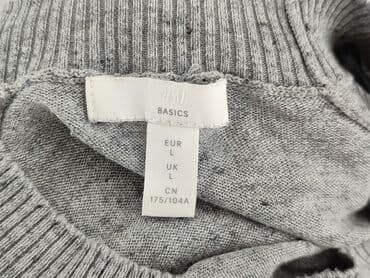 H&M
BASICS
EUR
L
UK
L
CN
175/104A